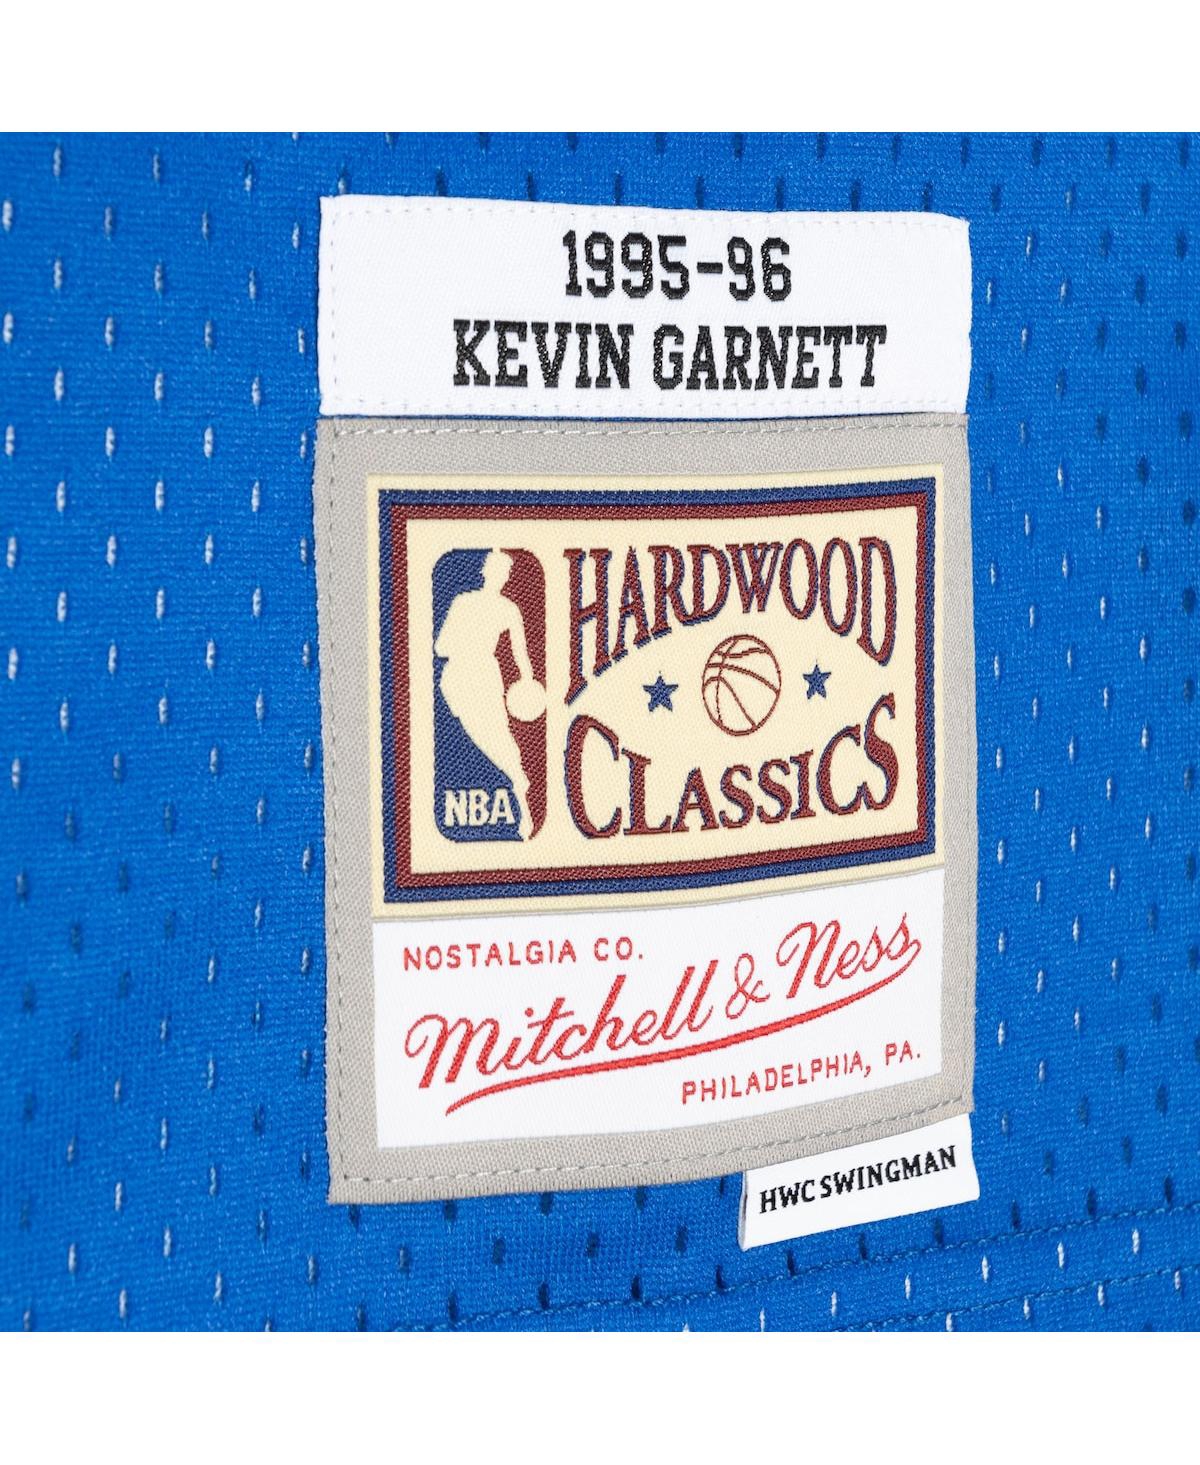 1995-96
KEVIN GARNETT
HARDWOOD
CLASSICS
NBA
NOSTALGIA CO.
Mitchell & Ness
PHILADELPHIA, PA.
HWC SWINGMAN